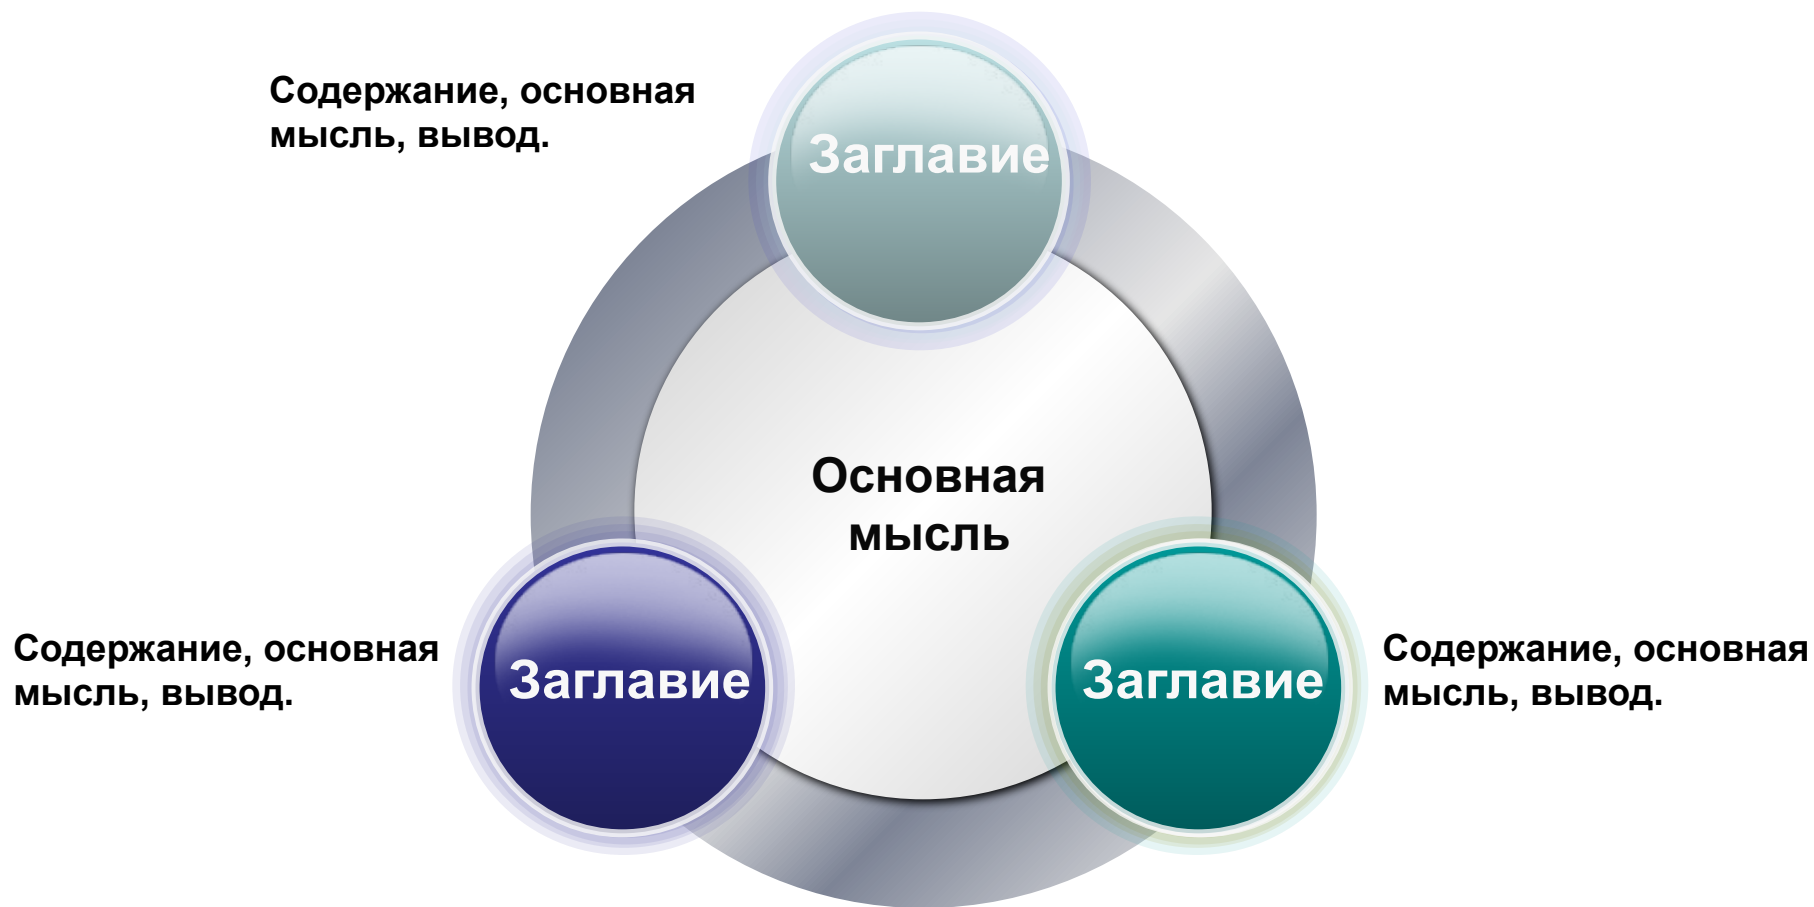 Содержание, основная
мысль, вывод.
Заглавие
Основная
мысль
Содержание, основная
мысль, вывод.
Заглавие
Заглавие
Содержание, основная
мысль, вывод.